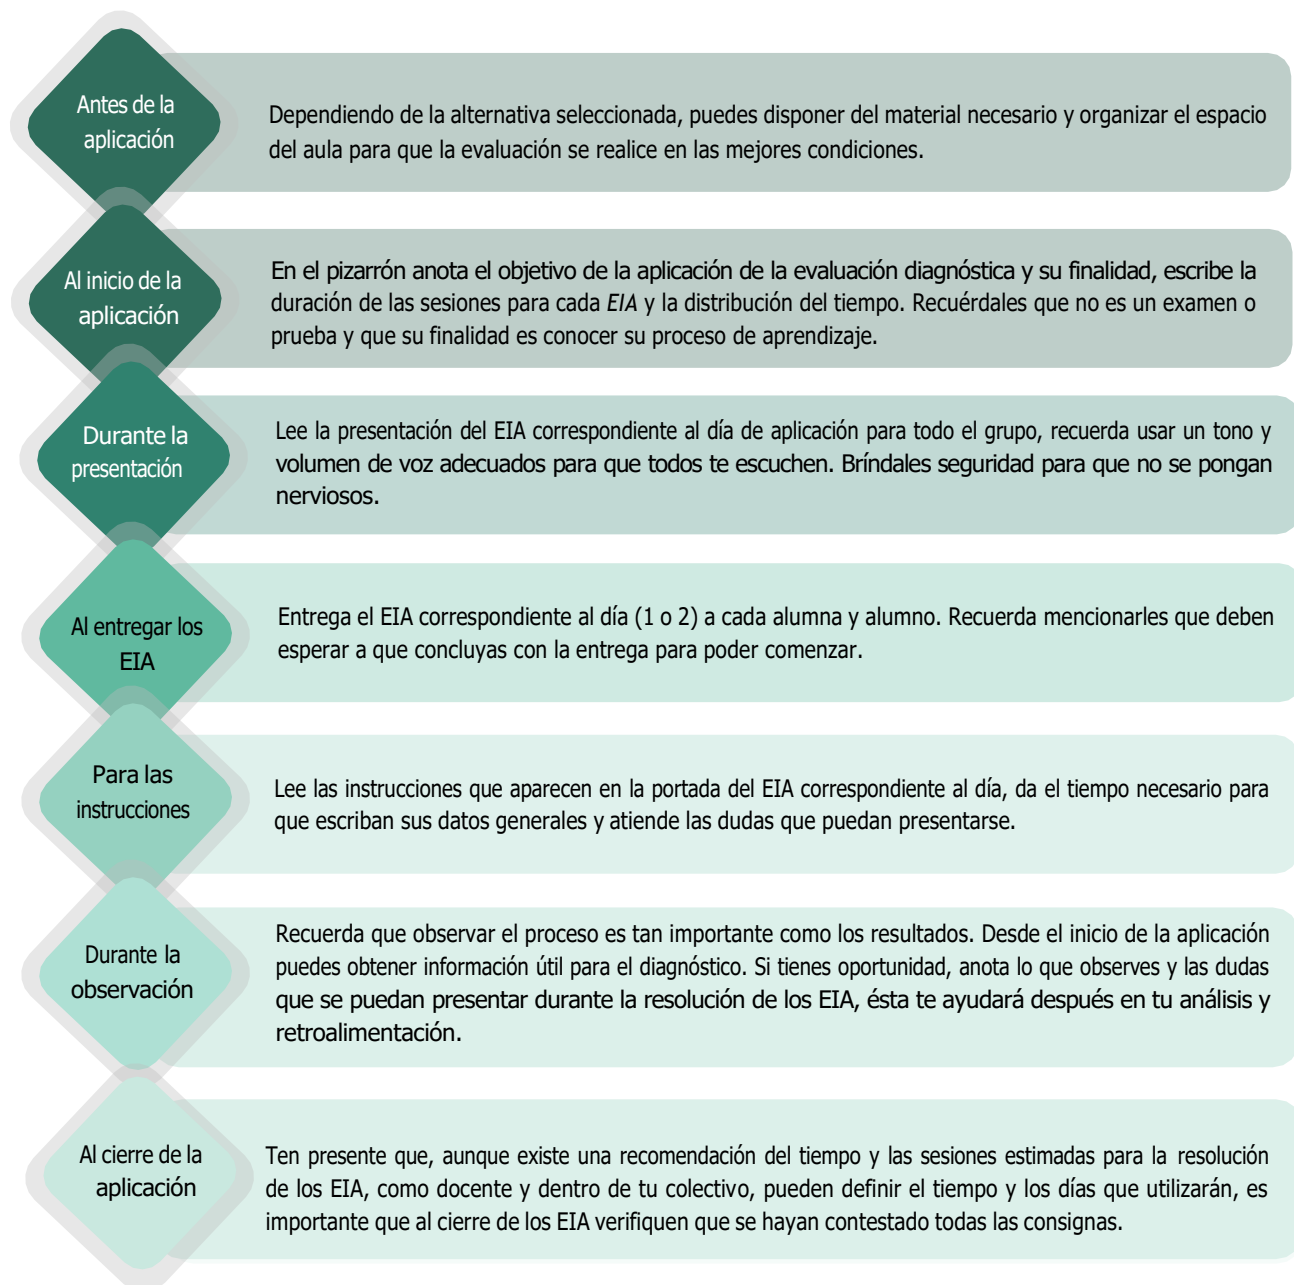 Antes de la
aplicación
Dependiendo de la alternativa seleccionada, puedes disponer del material necesario y organizar el espacio
del aula para que la evaluación se realice en las mejores condiciones.
Al inicio de la
aplicación
En el pizarrón anota el objetivo de la aplicación de la evaluación diagnóstica y su finalidad, escribe la
duración de las sesiones para cada EIA y la distribución del tiempo. Recuérdales que no es un examen o
prueba y que su finalidad es conocer su proceso de aprendizaje.
Durante la
presentación
Lee la presentación del EIA correspondiente al día de aplicación para todo el grupo, recuerda usar un tono y
volumen de voz adecuados para que todos te escuchen. Bríndales seguridad para que no se pongan
nerviosos.
Al entregar los
EIA
Entrega el EIA correspondiente al día (1 o 2) a cada alumna y alumno. Recuerda mencionarles que deben
esperar a que concluyas con la entrega para poder comenzar.
Para las
instrucciones
Lee las instrucciones que aparecen en la portada del EIA correspondiente al día, da el tiempo necesario para
que escriban sus datos generales y atiende las dudas que puedan presentarse.
Durante la
observación
Recuerda que observar el proceso es tan importante como los resultados. Desde el inicio de la aplicación
puedes obtener información útil para el diagnóstico. Si tienes oportunidad, anota lo que observes y las dudas
que se puedan presentar durante la resolución de los EIA, ésta te ayudará después en tu análisis y
retroalimentación.
Al cierre de la
aplicación
Ten presente que, aunque existe una recomendación del tiempo y las sesiones estimadas para la resolución
de los EIA, como docente y dentro de tu colectivo, pueden definir el tiempo y los días que utilizarán, es
importante que al cierre de los EIA verifiquen que se hayan contestado todas las consignas.